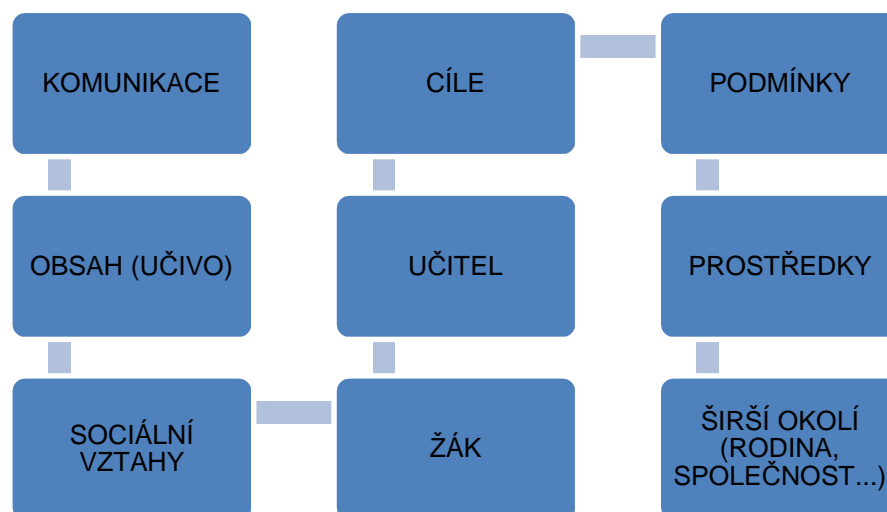 KOMUNIKACE
OBSAH (UČIVO)
SOCIÁLNÍ
VZTAHY
ŽÁK
UČITEL
CÍLE
PODMÍNKY
PROSTŘEDKY
ŠIRŠÍ OKOLÍ
(RODINA,
SPOLEČNOST...)